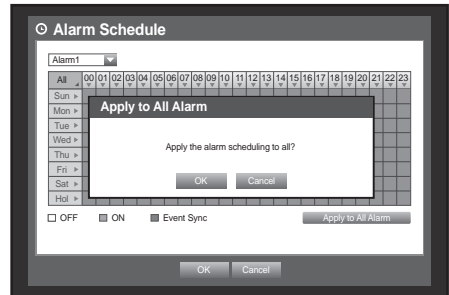 Alarm Schedule
Alarm1
All 00 01 02 03 04 05 06 07 08 09 10 11 12 13 14 15 16 17 18 19 20 21 22 23
Sun
Mon
Apply to All Alarm
Tue
Wed
Apply the alarm scheduling to all?
Thu
Fri
Sat
OK Cancel
Hol
OFF ON Event Sync Apply to All Alarm
OK Cancel